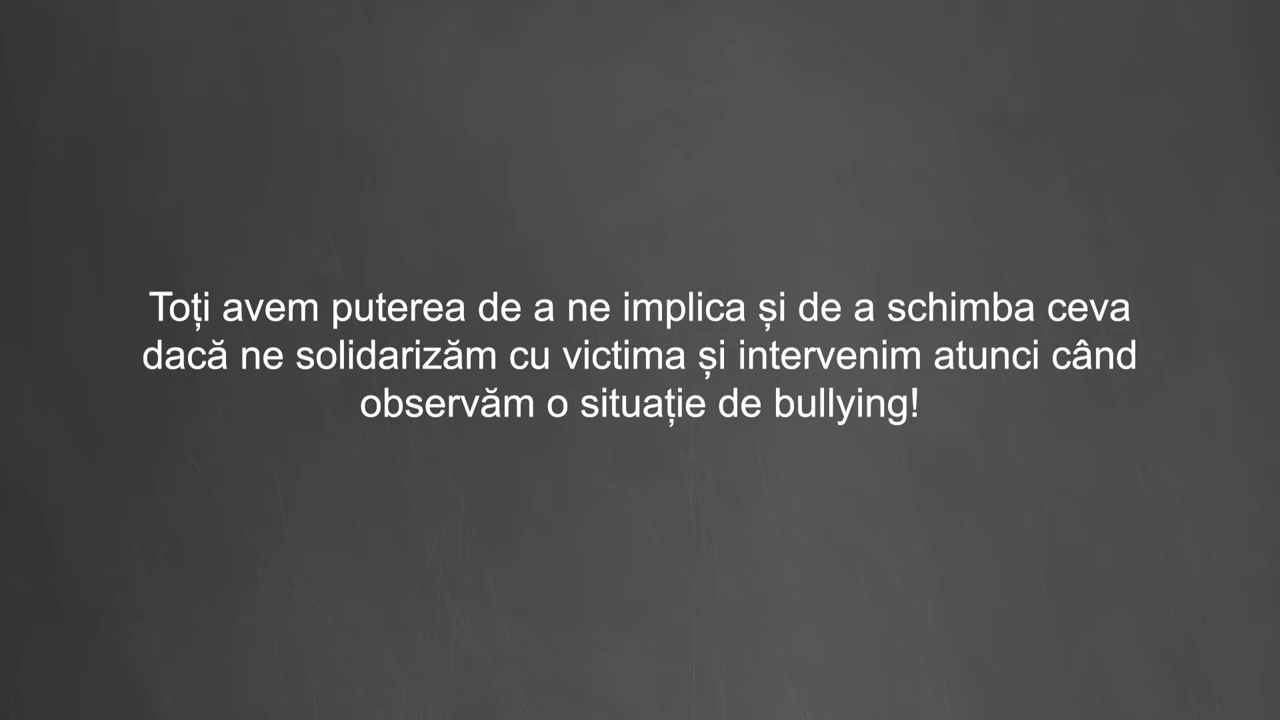 Toți avem puterea de a ne implica și de a schimba ceva
dacă ne solidarizăm cu victima și intervenim atunci când
observăm o situație de bullying!